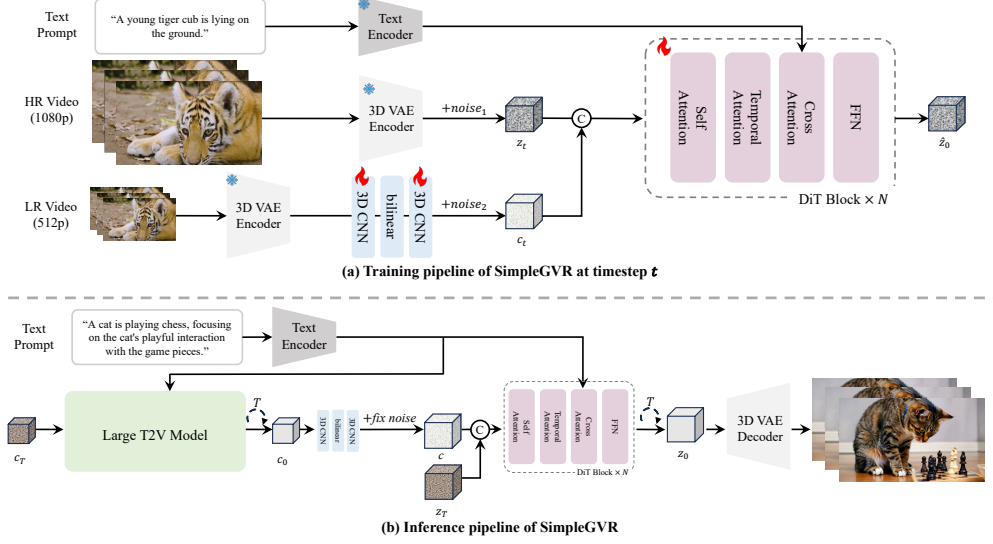 Text
Prompt
“A young tiger cub is lying on
the ground.”
Text
Encoder
HR Video
(1080p)
3D VAE
Encoder
+noise₁
z_t
C
LR Video
(512p)
3D VAE
Encoder
3D CNN
bilinear
3D CNN
+noise₂
c_t
Self
Attention
Temporal
Attention
Cross
Attention
FFN
DiT Block × N
ẑ₀
(a) Training pipeline of SimpleGVR at timestep t
Text
Prompt
“A cat is playing chess, focusing
on the cat's playful interaction
with the game pieces.”
Text
Encoder
c_T
Large T2V Model
T
c₀
3D CNN
bilinear
3D CNN
+fix noise
c
C
z_T
Self
Attention
Temporal
Attention
Cross
Attention
FFN
DiT Block × N
T
z₀
3D VAE
Decoder
(b) Inference pipeline of SimpleGVR